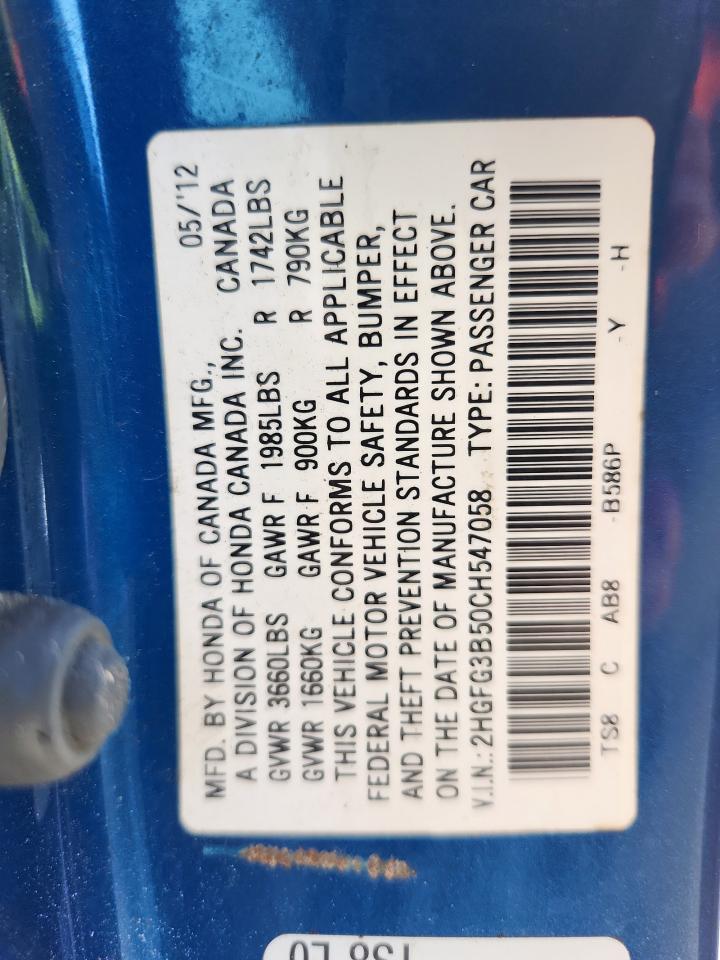 MFD. BY HONDA OF CANADA MFG., 05/'12
A DIVISION OF HONDA CANADA INC. CANADA
GVWR 3660LBS GAWR F 1985LBS R 1742LBS
GVWR 1660KG GAWR F 900KG R 790KG
THIS VEHICLE CONFORMS TO ALL APPLICABLE
FEDERAL MOTOR VEHICLE SAFETY, BUMPER,
AND THEFT PREVENTION STANDARDS IN EFFECT
ON THE DATE OF MANUFACTURE SHOWN ABOVE.
V.I.N.: 2HGFG3B50CH547058 TYPE: PASSENGER CAR
TS8 C AB8 -B586P -Y -H